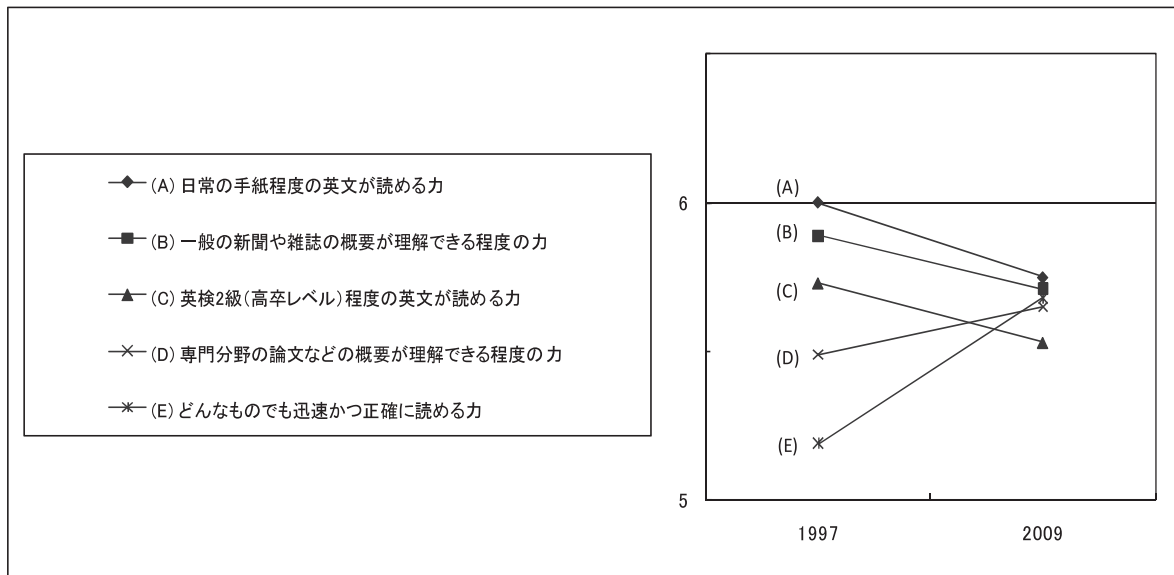 (A) 日常の手紙程度の英文が読める力
(B) 一般の新聞や雑誌の概要が理解できる程度の力
(C) 英検2級(高卒レベル)程度の英文が読める力
(D) 専門分野の論文などの概要が理解できる程度の力
(E) どんなものでも迅速かつ正確に読める力
6
5
(A)
(B)
(C)
(D)
(E)
1997
2009